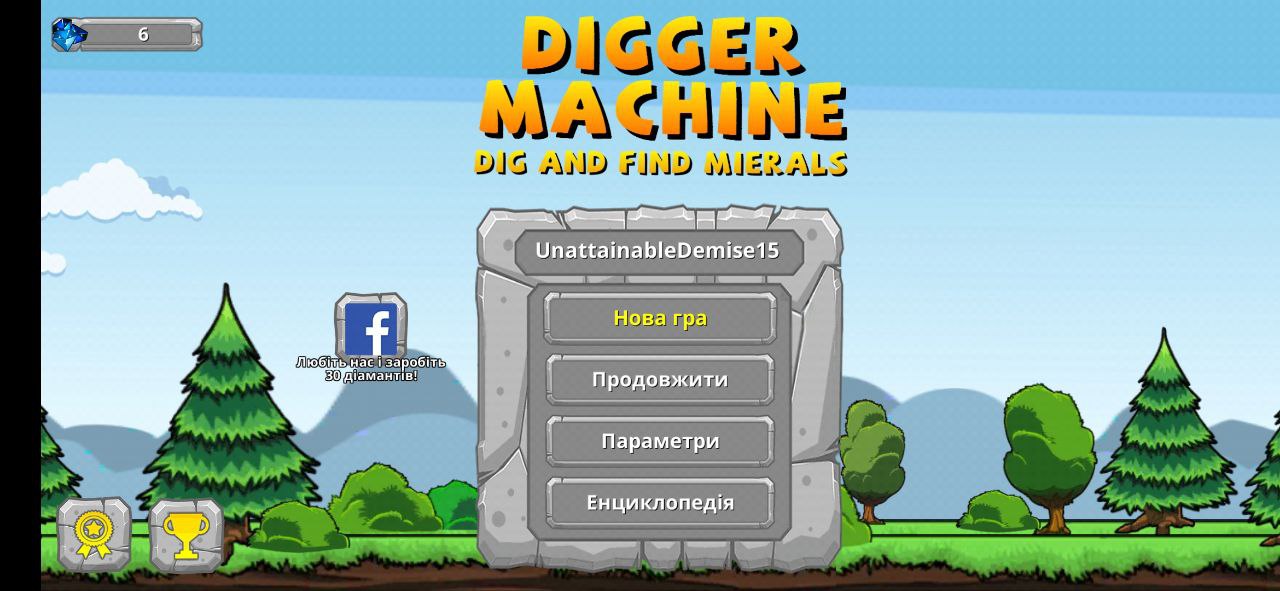 6
DIGGER
MACHINE
DIG AND FIND MIERALS
UnattainableDemise15
Нова гра
Продовжити
Параметри
Енциклопедія
f
Любіть нас і заробіть
30 діамантів!